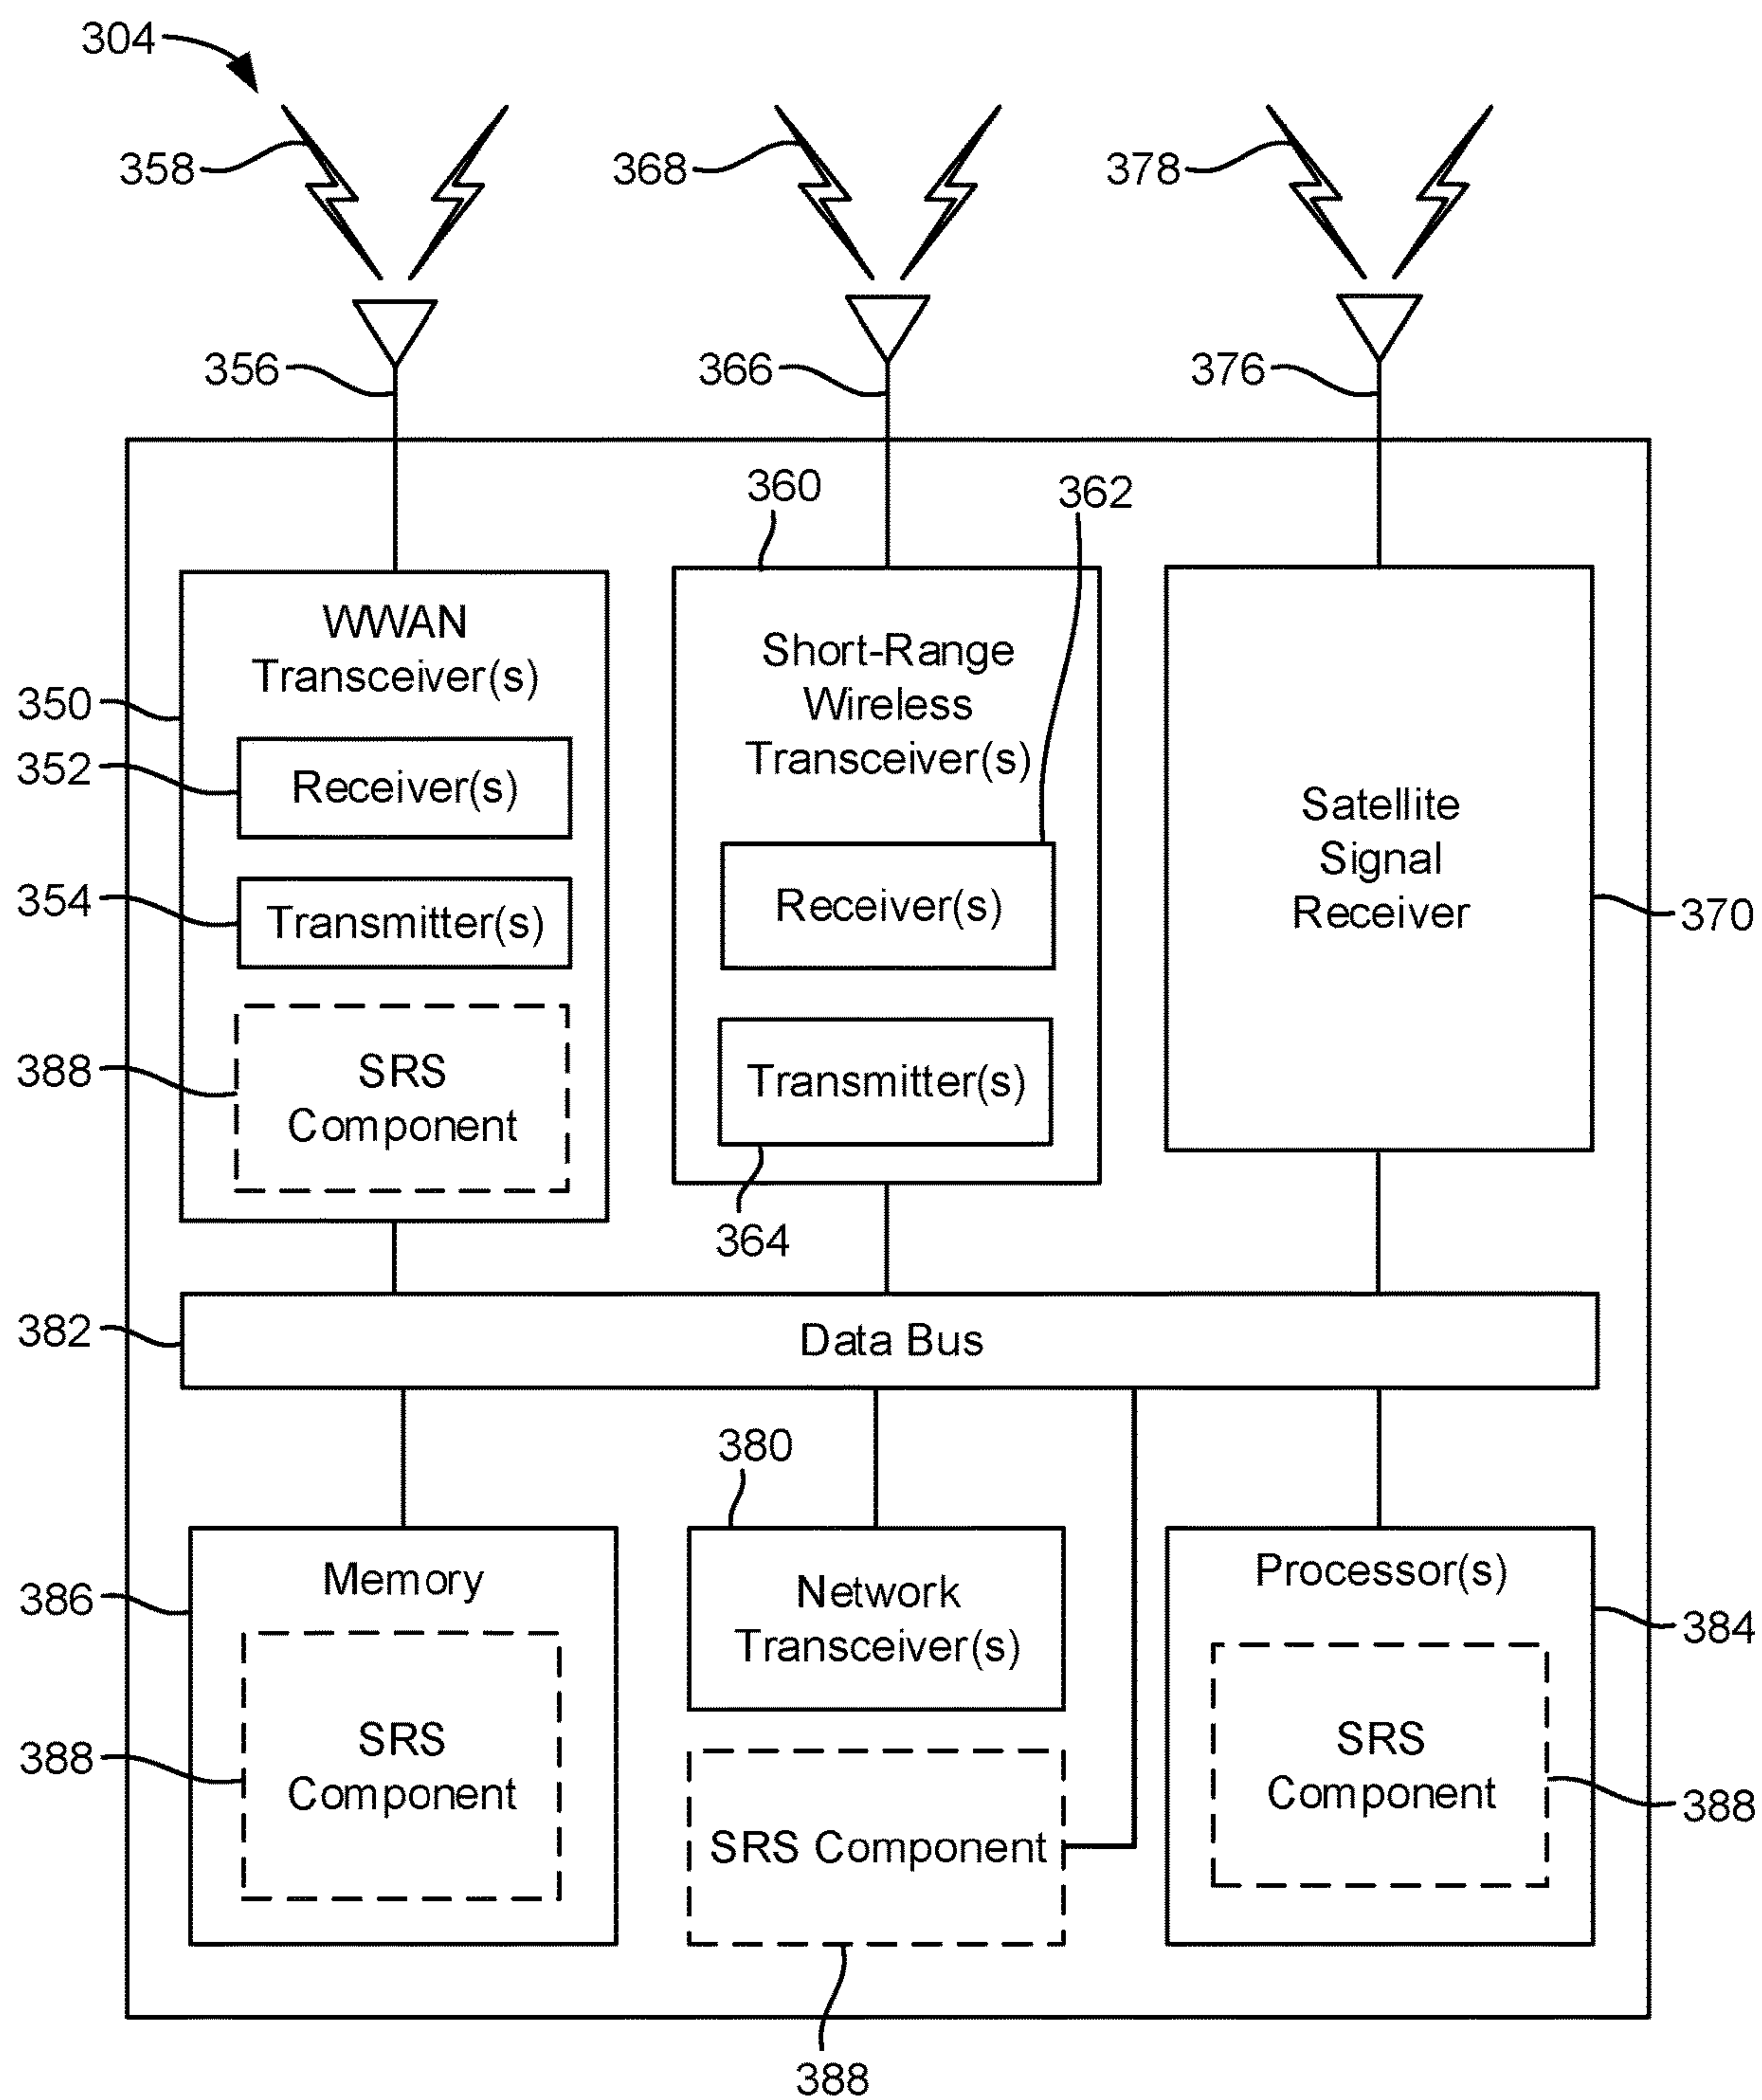 304
358
368
378
356
366
376
360
362
WWAN
Transceiver(s)
Short-Range
Wireless
Transceiver(s)
350
352
Receiver(s)
Satellite
Signal
Receiver
354
Transmitter(s)
Receiver(s)
370
388
SRS
Component
Transmitter(s)
364
382
Data Bus
380
386
Memory
Network
Transceiver(s)
Processor(s)
384
388
SRS
Component
SRS Component
SRS
Component
388
388